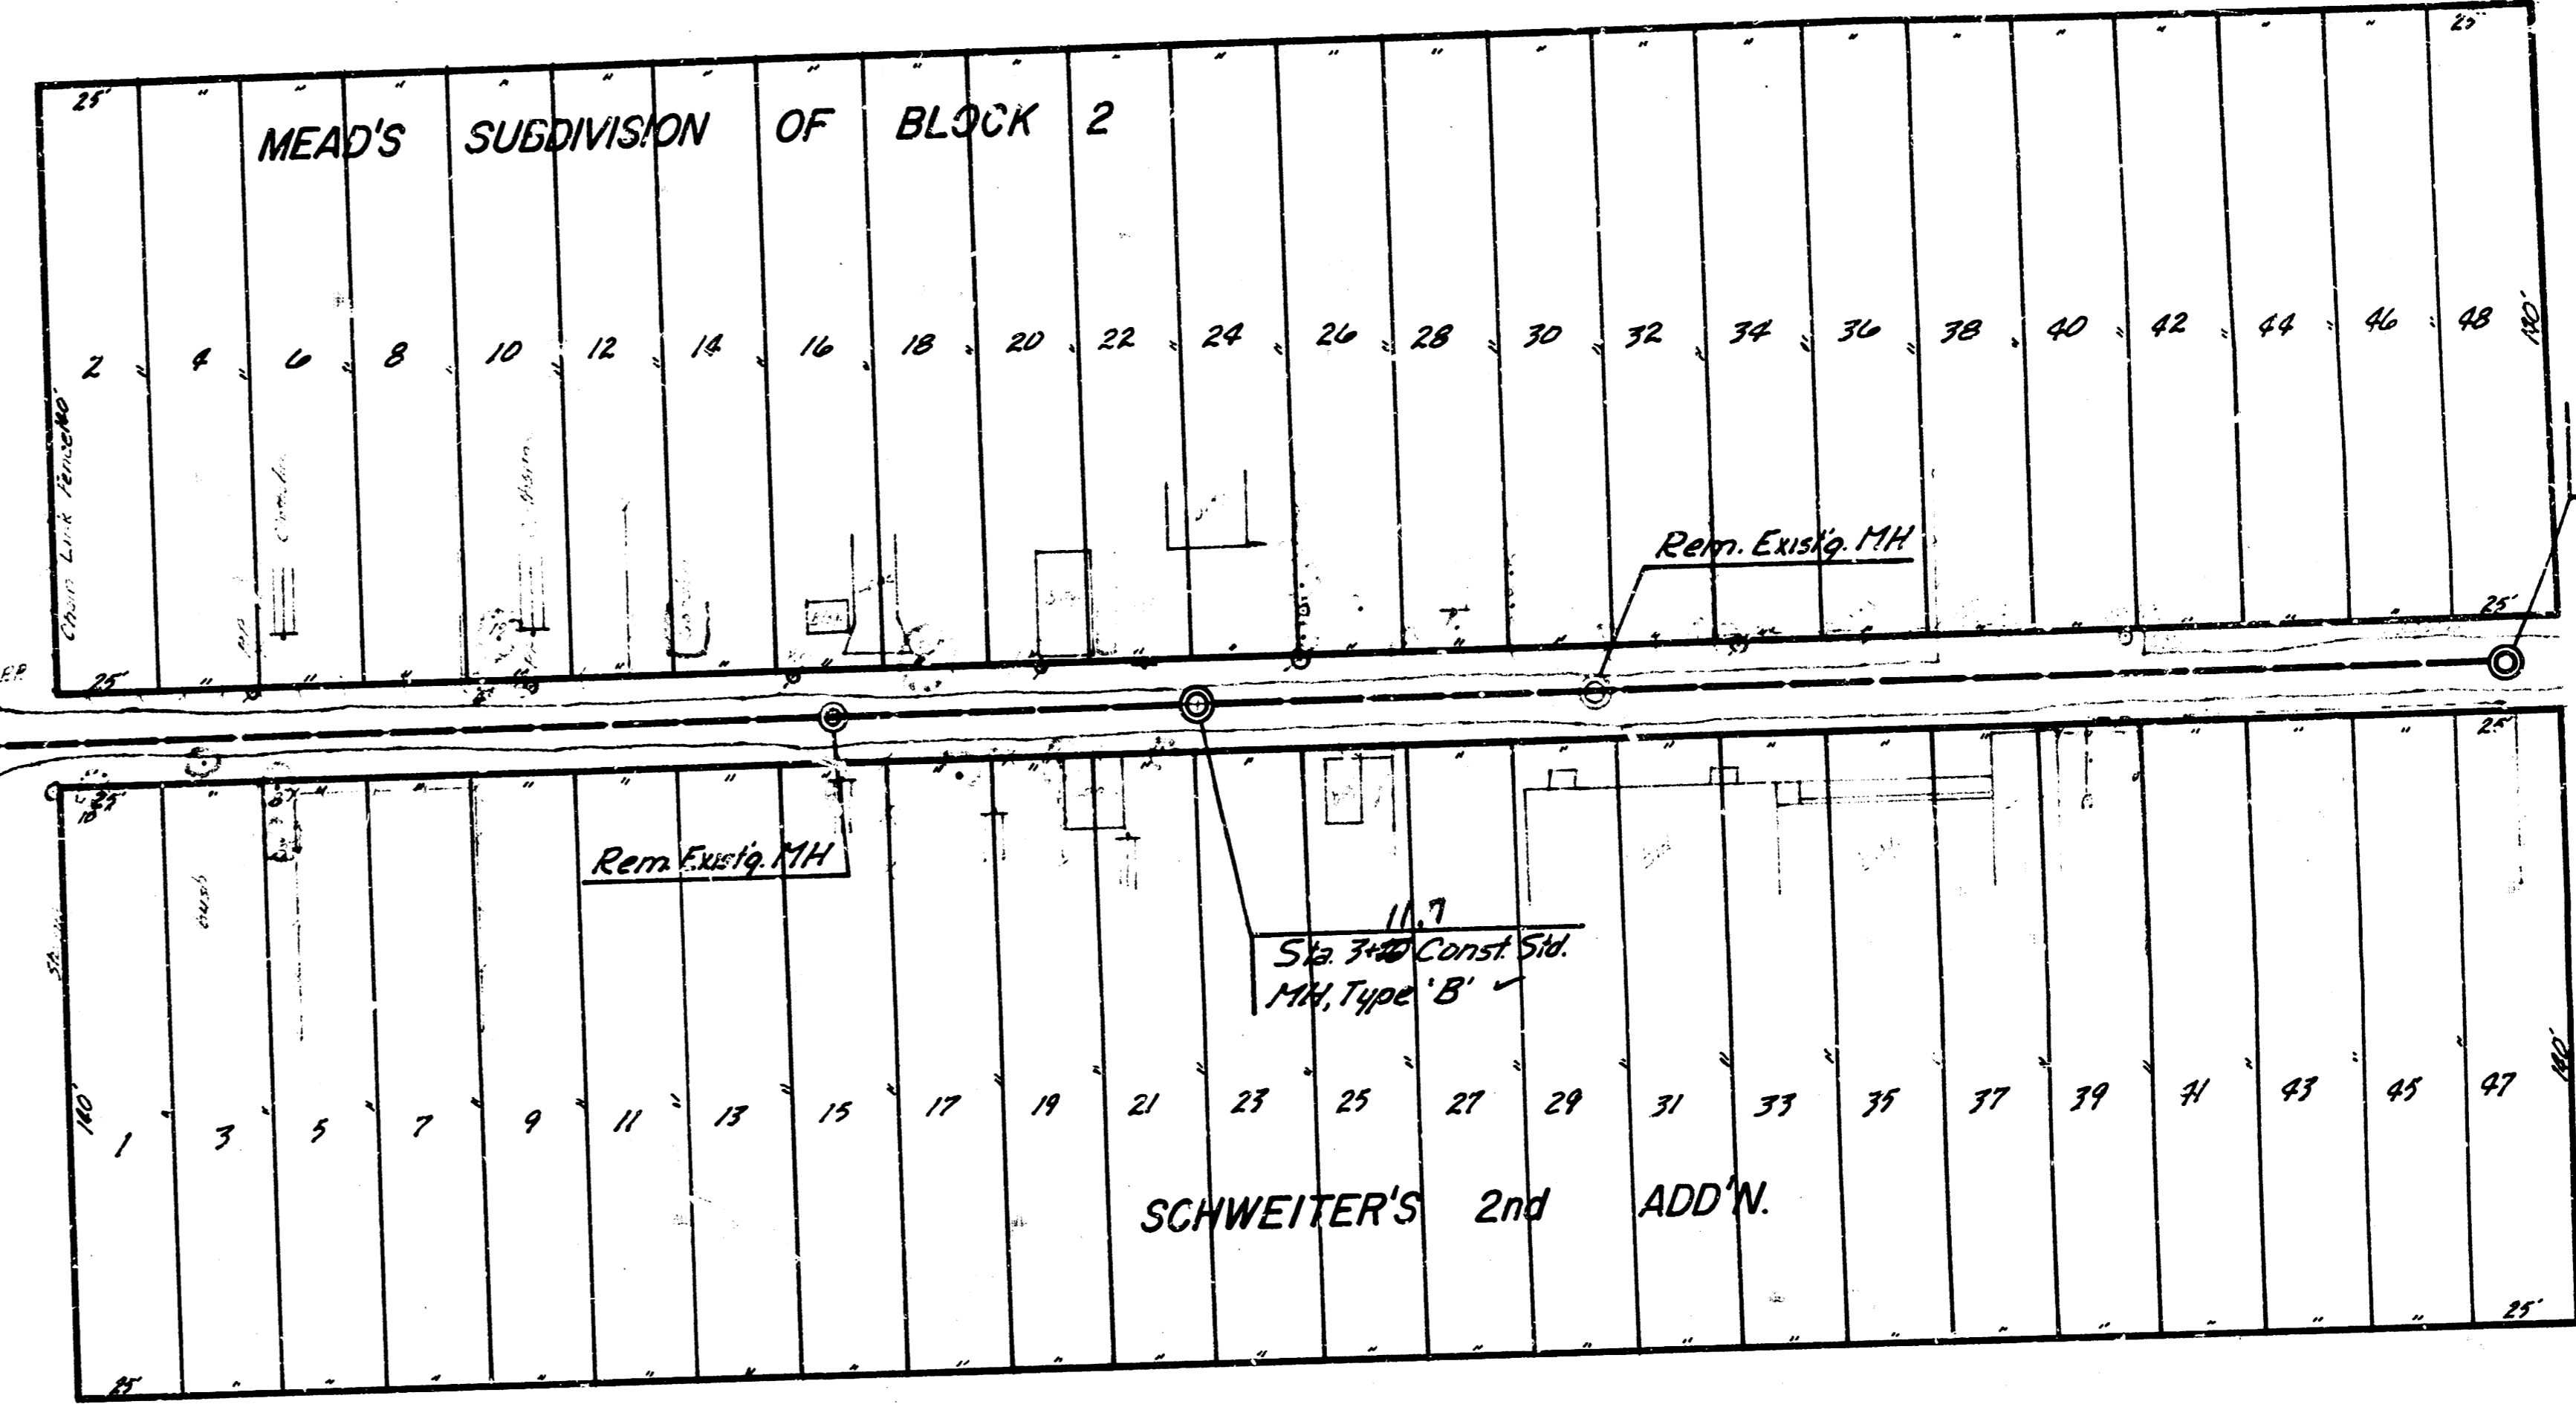 25' " " " " " " " " " " " " " " " " " " " " " " 25'
MEAD'S SUBDIVISION OF BLOCK 2
2 4 6 8 10 12 14 16 18 20 22 24 26 28 30 32 34 36 38 40 42 44 46 48 140'
Chain Link Fence 140'
Rem. Exist'g. MH
25' 25'
25' 25'
Rem. Exist'g. MH
11.7
Sta. 3+ Const. Std.
MH, Type 'B' ✓
140' 1 3 5 7 9 11 13 15 17 19 21 23 25 27 29 31 33 35 37 39 41 43 45 47 140'
SCHWEITER'S 2nd ADD'N.
25' 25'